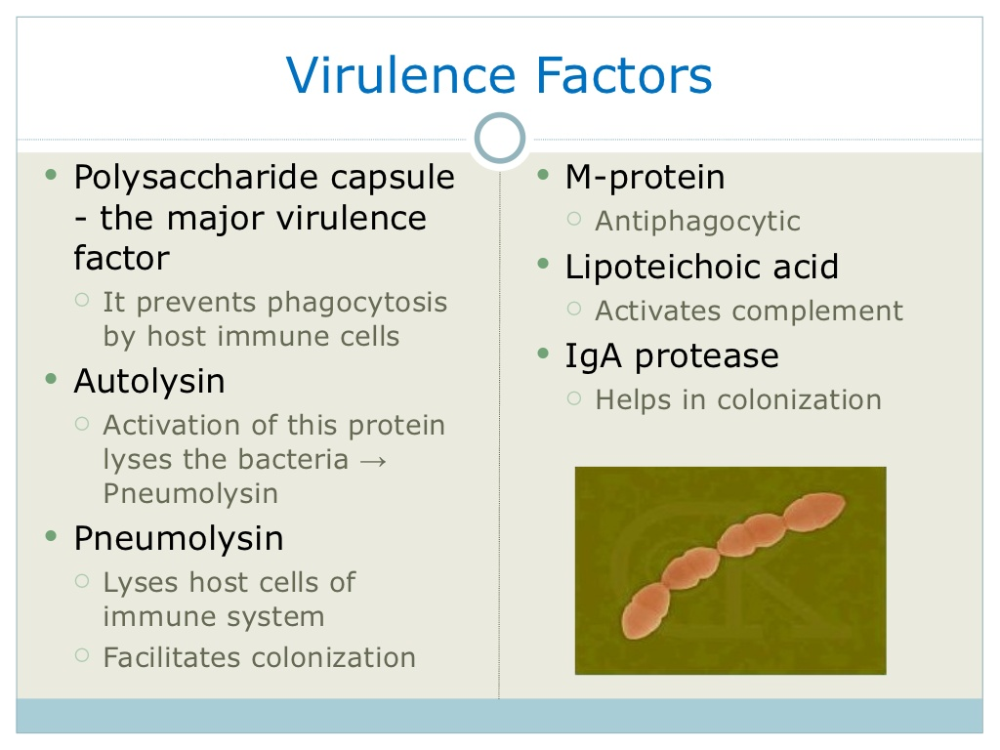 Virulence Factors
• Polysaccharide capsule
- the major virulence
factor
○ It prevents phagocytosis
by host immune cells
• Autolysin
○ Activation of this protein
lyses the bacteria →
Pneumolysin
• Pneumolysin
○ Lyses host cells of
immune system
○ Facilitates colonization
• M-protein
○ Antiphagocytic
• Lipoteichoic acid
○ Activates complement
• IgA protease
○ Helps in colonization